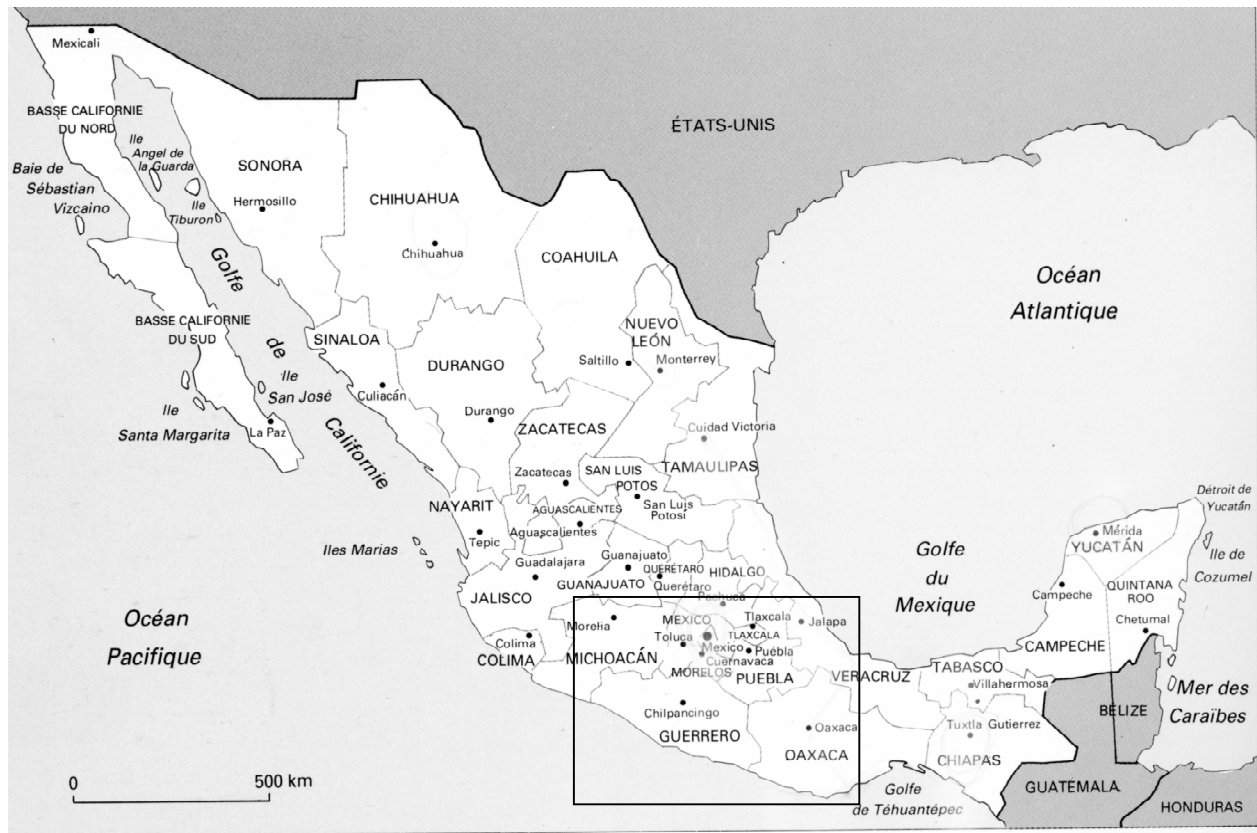 Mexicali
BASSE CALIFORNIE
DU NORD
Ile
Angel de
la Guarda
Baie de
Sébastian
Vizcaino
Ile
Tiburon
SONORA
Hermosillo
CHIHUAHUA
Chihuahua
ÉTATS-UNIS
COAHUILA
Golfe
de
Californie
BASSE CALIFORNIE
DU SUD
SINALOA
Culiacán
DURANGO
Durango
NUEVO
LEÓN
Saltillo
Monterrey
Océan
Atlantique
Ile
San José
Ile
Santa Margarita
La Paz
ZACATECAS
Zacatecas
Cuidad Victoria
TAMAULIPAS
SAN LUIS
POTOS
San Luis
Potosí
NAYARIT
Tepic
AGUASCALIENTES
Aguascalientes
Iles Marias
Guadalajara
JALISCO
Guanajuato
GUANAJUATO
QUERÉTARO
Querétaro
HIDALGO
Pachuca
Golfe
du
Mexique
Détroit de
Yucatán
Mérida
YUCATÁN
Ile de
Cozumel
Campeche
QUINTANA
ROO
Chetumal
CAMPECHE
Océan
Pacifique
Colima
COLIMA
Morelia
MICHOACÁN
MEXICO
Toluca
Mexico
Cuernavaca
MORELOS
Tlaxcala
TLAXCALA
Puébla
PUEBLA
Jalapa
VERACRUZ
TABASCO
Villahermosa
Chilpancingo
GUERRERO
Oaxaca
OAXACA
Tuxtla Gutierrez
CHIAPAS
BÉLIZE
Mer des
Caraïbes
GUATÉMALA
HONDURAS
Golfe
de Téhuantépec
0 500 km